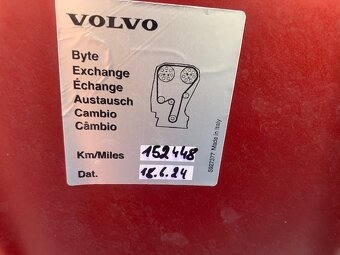 VOLVO
Byte
Exchange
Échange
Austausch
Cambio
Câmbio
Km/Miles 152448
Dat. 18.6.24
Made in Italy